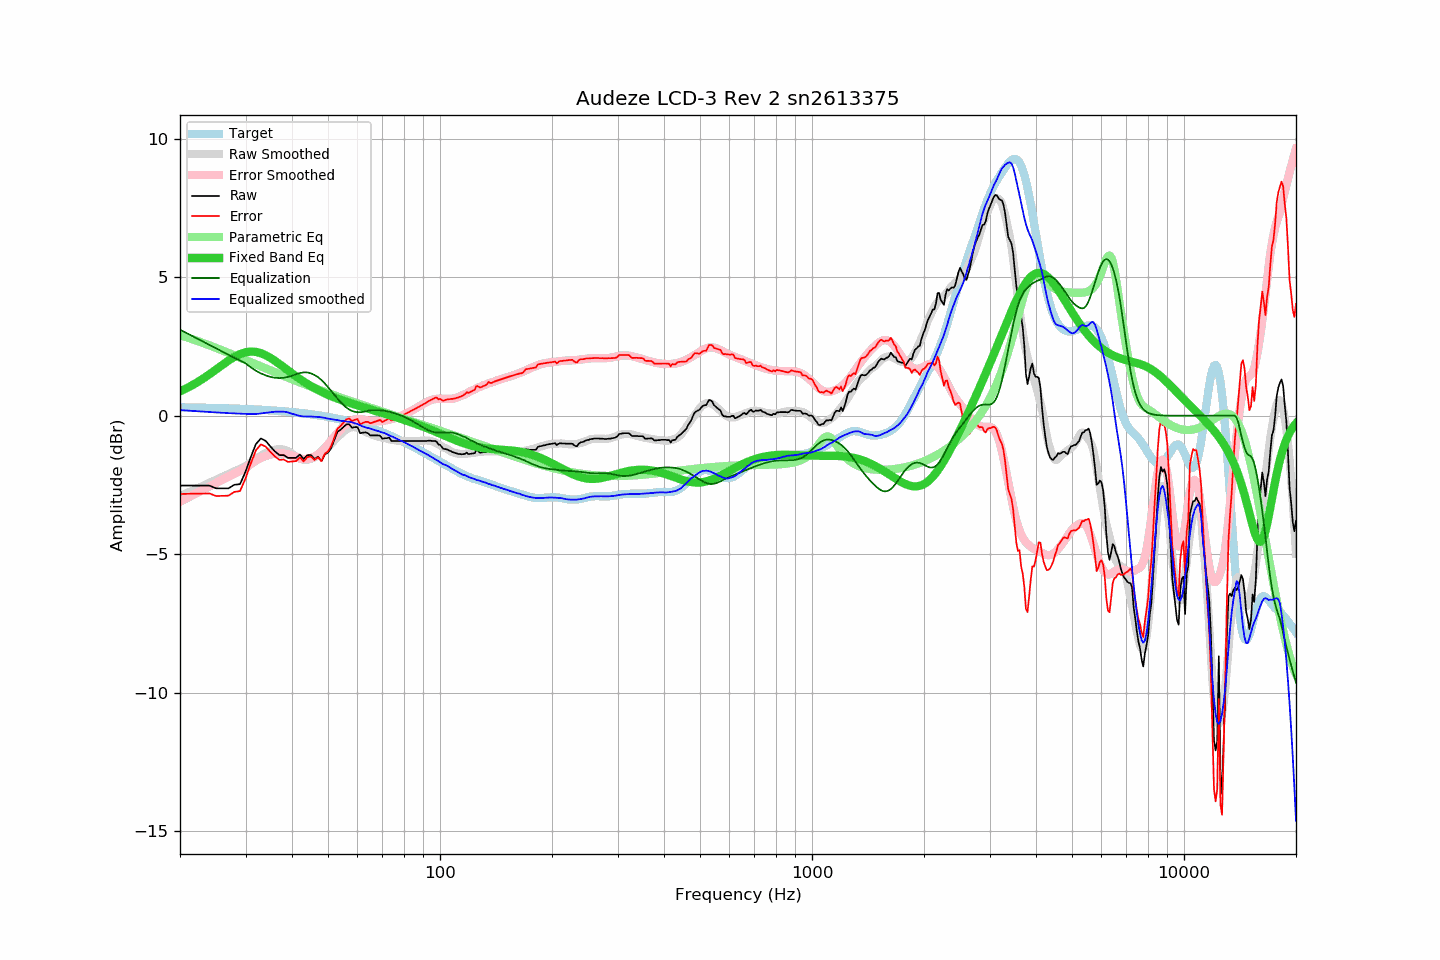 Audeze LCD-3 Rev 2 sn2613375
Target
Raw Smoothed
Error Smoothed
Raw
Error
Parametric Eq
Fixed Band Eq
Equalization
Equalized smoothed
10
5
0
−5
−10
−15
Amplitude (dBr)
100
1000
10000
Frequency (Hz)